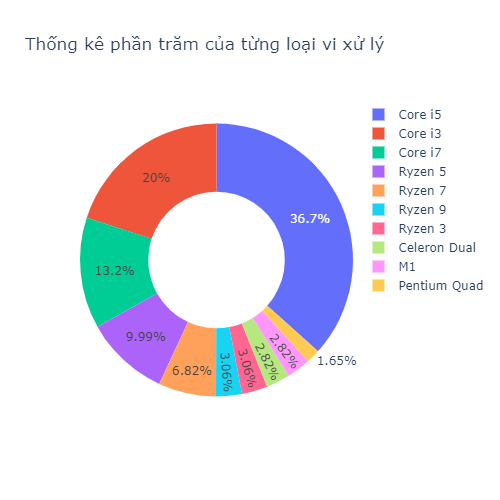 Thống kê phần trăm của từng loại vi xử lý
Core i5
Core i3
Core i7
Ryzen 5
Ryzen 7
Ryzen 9
Ryzen 3
Celeron Dual
M1
Pentium Quad
36.7%
20%
13.2%
9.99%
6.82%
3.06%
3.06%
2.82%
2.82%
1.65%